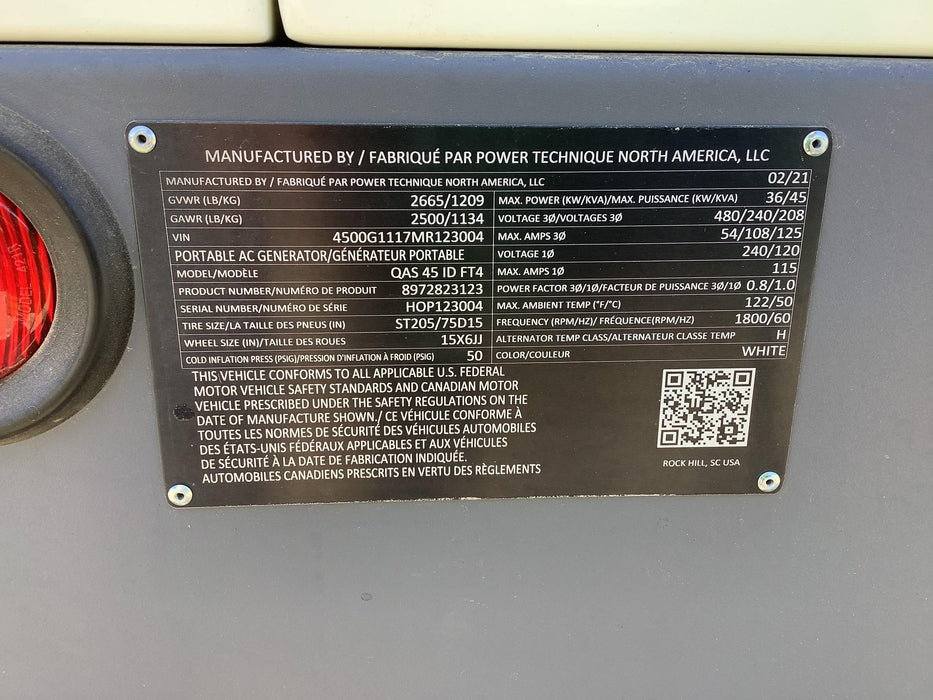 MANUFACTURED BY / FABRIQUÉ PAR POWER TECHNIQUE NORTH AMERICA, LLC
MANUFACTURED BY / FABRIQUÉ PAR POWER TECHNIQUE NORTH AMERICA, LLC 02/21
GVWR (LB/KG) 2665/1209 MAX. POWER (KW/KVA)/MAX. PUISSANCE (KW/KVA) 36/45
GAWR (LB/KG) 2500/1134 VOLTAGE 3Ø/VOLTAGES 3Ø 480/240/208
VIN 4500G1117MR123004 MAX. AMPS 3Ø 54/108/125
PORTABLE AC GENERATOR/GÉNÉRATEUR PORTABLE VOLTAGE 1Ø 240/120
MODEL/MODÈLE QAS 45 ID FT4 MAX. AMPS 1Ø 115
PRODUCT NUMBER/NUMÉRO DE PRODUIT 8972823123 POWER FACTOR 3Ø/1Ø/FACTEUR DE PUISSANCE 3Ø/1Ø 0.8/1.0
SERIAL NUMBER/NUMÉRO DE SÉRIE HOP123004 MAX. AMBIENT TEMP (°F/°C) 122/50
TIRE SIZE/LA TAILLE DES PNEUS (IN) ST205/75D15 FREQUENCY (RPM/HZ)/ FRÉQUENCE(RPM/HZ) 1800/60
WHEEL SIZE (IN)/TAILLE DES ROUES 15X6JJ ALTERNATOR TEMP CLASS/ALTERNATEUR CLASSE TEMP H
COLD INFLATION PRESS (PSIG)/PRESSION D'INFLATION À FROID (PSIG) 50 COLOR/COULEUR WHITE
THIS VEHICLE CONFORMS TO ALL APPLICABLE U.S. FEDERAL
MOTOR VEHICLE SAFETY STANDARDS AND CANADIAN MOTOR
VEHICLE PRESCRIBED UNDER THE SAFETY REGULATIONS ON THE
DATE OF MANUFACTURE SHOWN./ CE VÉHICULE CONFORME À
TOUTES LES NORMES DE SÉCURITÉ DES VÉHICULES AUTOMOBILES
DES ÉTATS-UNIS FÉDÉRAUX APPLICABLES ET AUX VÉHICULES
DE SÉCURITÉ À LA DATE DE FABRICATION INDIQUÉE.
AUTOMOBILES CANADIENS PRESCRITS EN VERTU DES RÈGLEMENTS
ROCK HILL, SC USA
MODEL 421R